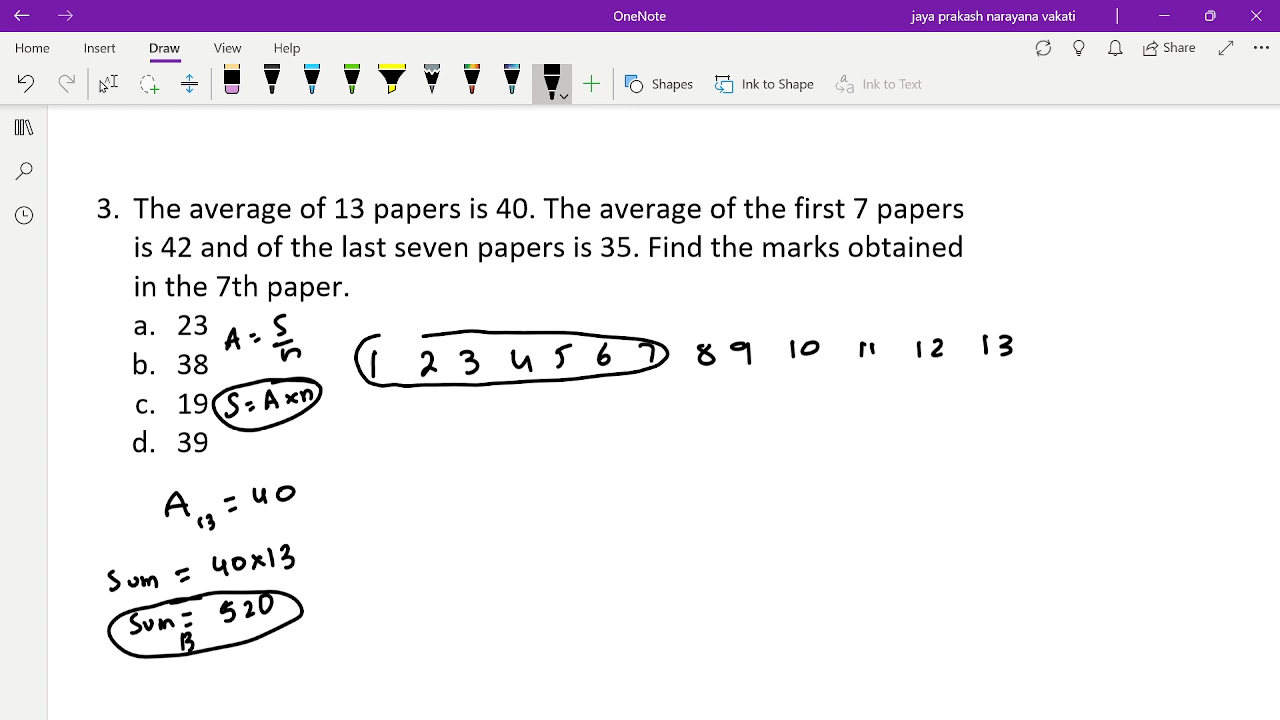 OneNote
jaya prakash narayana vakati
Home Insert Draw View Help
Share
Shapes
Ink to Shape
Ink to Text
3. The average of 13 papers is 40. The average of the first 7 papers
is 42 and of the last seven papers is 35. Find the marks obtained
in the 7th paper.
a. 23
b. 38
c. 19
d. 39
A = S/n
S = A × n
1 2 3 4 5 6 7 8 9 10 11 12 13
A13 = 40
Sum = 40×13
Sum13 = 520